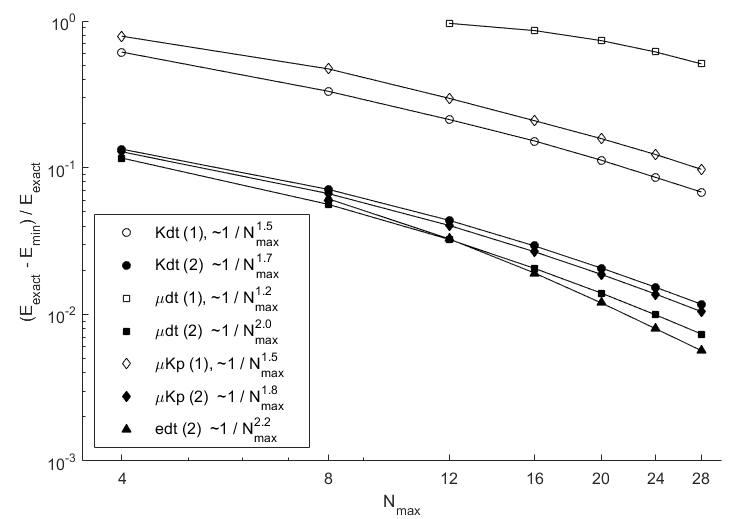 (E_exact - E_min) / E_exact
10^0
10^-1
10^-2
10^-3
Kdt (1), ~1 / N_max^1.5
Kdt (2) ~1 / N_max^1.7
μdt (1), ~1 / N_max^1.2
μdt (2) ~1 / N_max^2.0
μKp (1), ~1 / N_max^1.5
μKp (2) ~1 / N_max^1.8
edt (2) ~1 / N_max^2.2
4 8 12 16 20 24 28
N_max